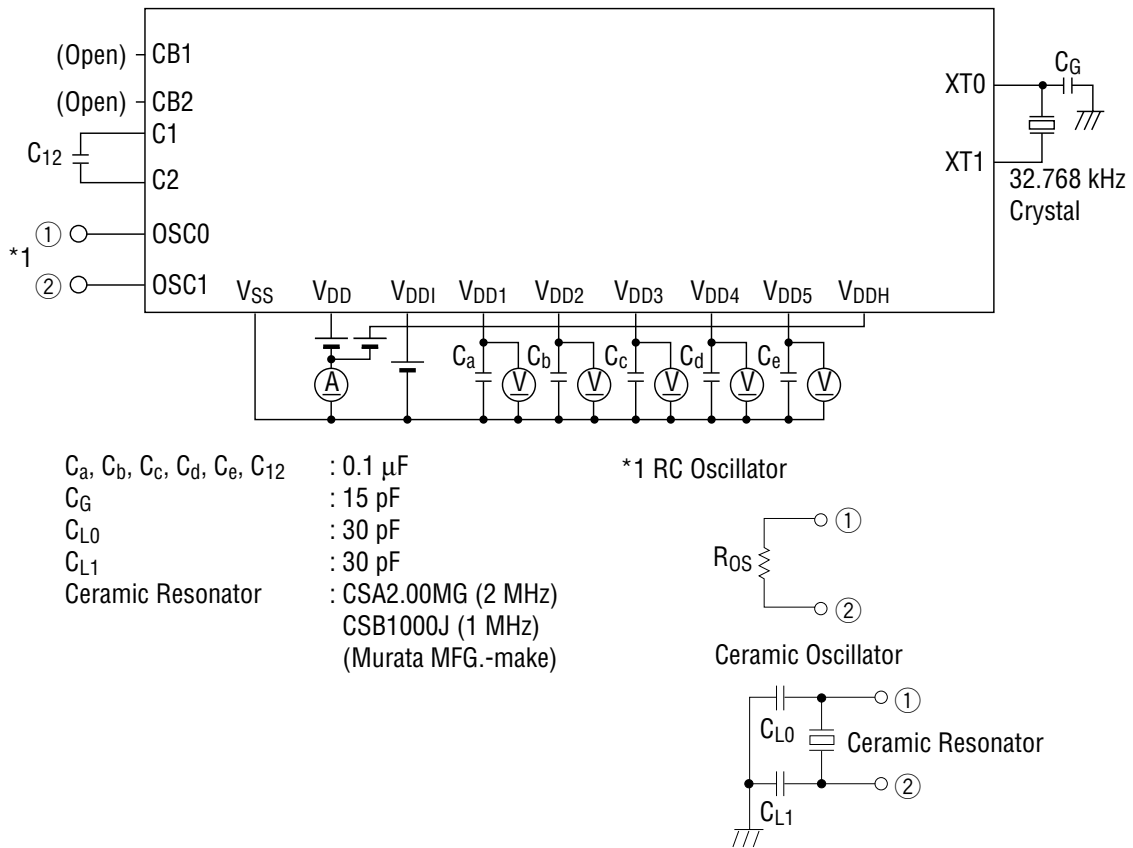 (Open) CB1
(Open) CB2
C1
C12
C2
① OSC0
*1
② OSC1
XT0
CG
XT1
32.768 kHz
Crystal
VSS VDD VDDI VDD1 VDD2 VDD3 VDD4 VDD5 VDDH
Ca Cb Cc Cd Ce
A V V V V V
Ca, Cb, Cc, Cd, Ce, C12 : 0.1 μF
CG : 15 pF
CL0 : 30 pF
CL1 : 30 pF
Ceramic Resonator : CSA2.00MG (2 MHz)
CSB1000J (1 MHz)
(Murata MFG.-make)
*1 RC Oscillator
①
ROS
②
Ceramic Oscillator
①
CL0
Ceramic Resonator
②
CL1